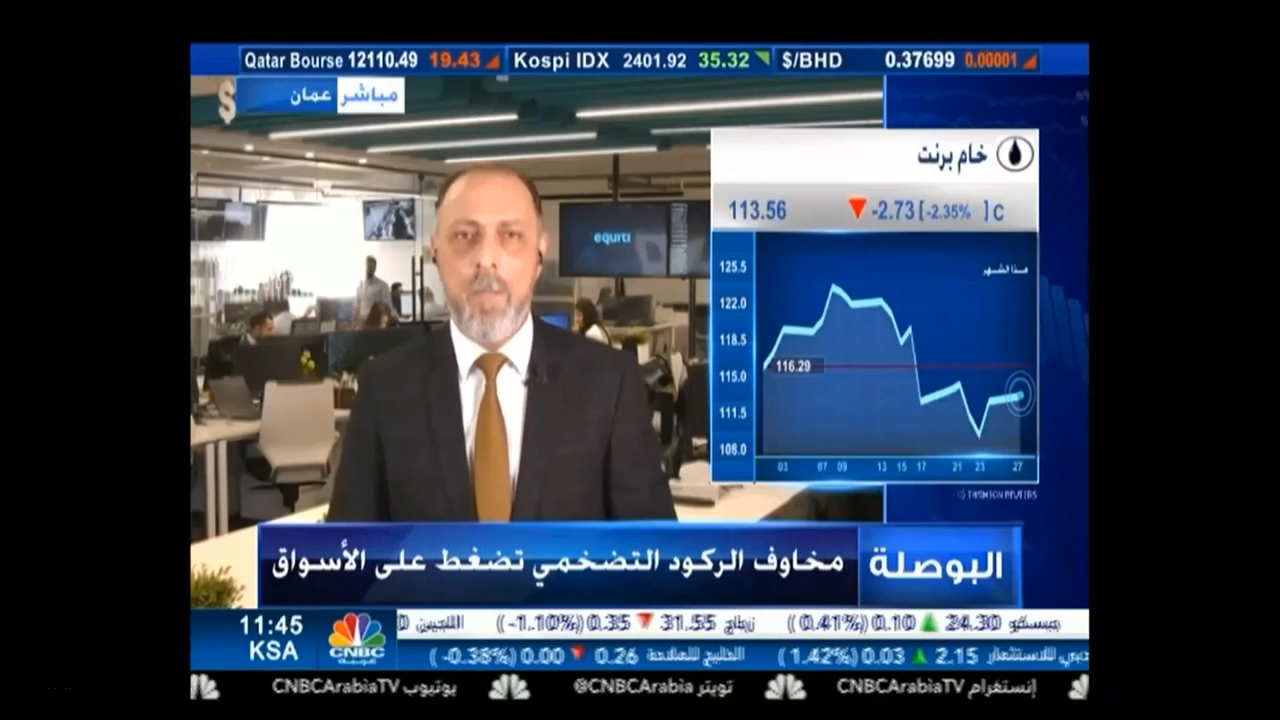 Qatar Bourse 12110.49 19.43 Kospi IDX 2401.92 35.32 $/BHD 0.37699 0.00001
مباشر عمان
خام برنت
113.56 -2.73 [-2.35% ] C
هذا الشهر
125.5
122.0
118.5
116.29
115.0
111.5
108.0
03 07 09 13 15 17 21 23 27
THOMSON REUTERS
equiti
البوصلة مخاوف الركود التضخمي تضغط على الأسواق
11:45
KSA
CNBC
عربية
جيسكو 24.30 0.10 (0.41%) زجاج 31.55 0.35 (-1.10%) اللجين
للاستثمار 2.15 0.03 (1.42%) الخليج للملاحة 0.26 0.00 (-0.38%)
إنستغرام CNBCArabiaTV تويتر @CNBCArabia يوتيوب CNBCArabiaTV